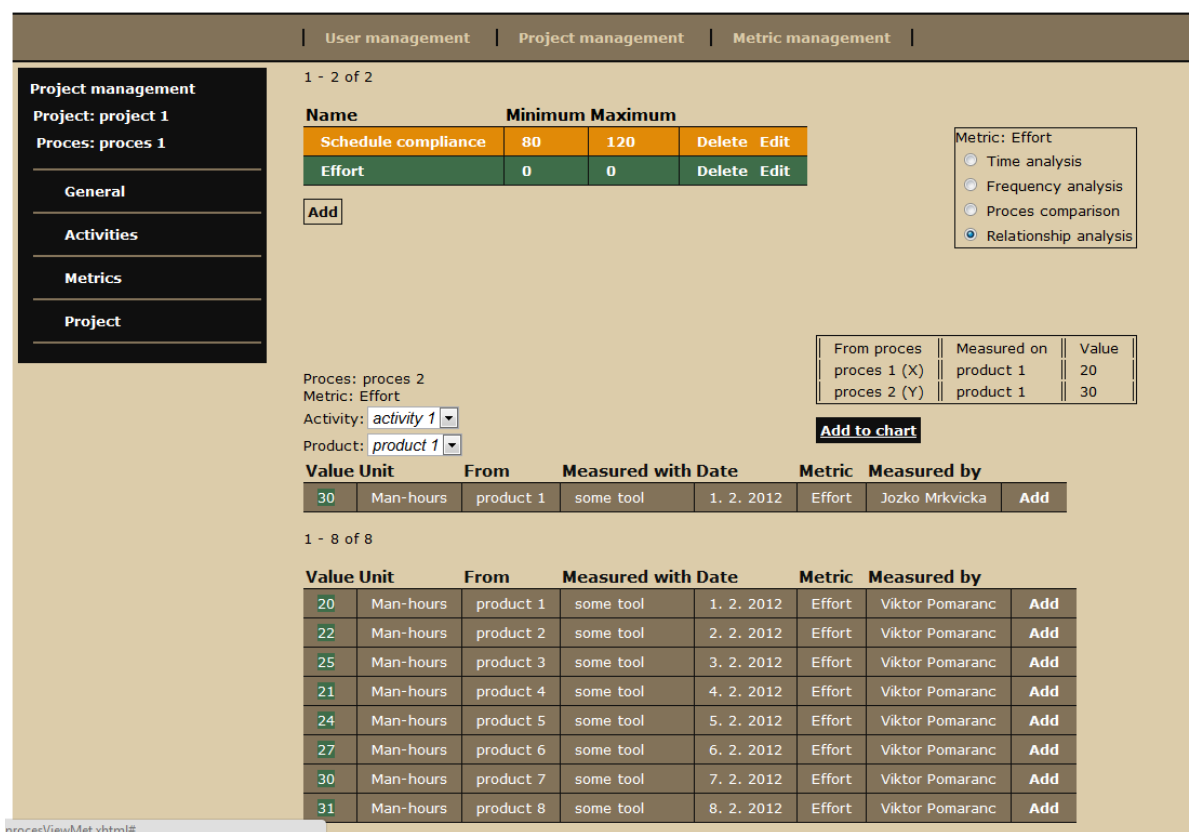 User management | Project management | Metric management |
Project management
Project: project 1
Proces: proces 1
General
Activities
Metrics
Project
1 - 2 of 2
Name Minimum Maximum
Schedule compliance 80 120 Delete Edit
Effort 0 0 Delete Edit
Add
Metric: Effort
Time analysis
Frequency analysis
Proces comparison
Relationship analysis
From proces Measured on Value
proces 1 (X) product 1 20
proces 2 (Y) product 1 30
Add to chart
Proces: proces 2
Metric: Effort
Activity: activity 1
Product: product 1
Value Unit From Measured with Date Metric Measured by
30 Man-hours product 1 some tool 1. 2. 2012 Effort Jozko Mrkvicka Add
1 - 8 of 8
Value Unit From Measured with Date Metric Measured by
20 Man-hours product 1 some tool 1. 2. 2012 Effort Viktor Pomaranc Add
22 Man-hours product 2 some tool 2. 2. 2012 Effort Viktor Pomaranc Add
25 Man-hours product 3 some tool 3. 2. 2012 Effort Viktor Pomaranc Add
21 Man-hours product 4 some tool 4. 2. 2012 Effort Viktor Pomaranc Add
24 Man-hours product 5 some tool 5. 2. 2012 Effort Viktor Pomaranc Add
27 Man-hours product 6 some tool 6. 2. 2012 Effort Viktor Pomaranc Add
30 Man-hours product 7 some tool 7. 2. 2012 Effort Viktor Pomaranc Add
31 Man-hours product 8 some tool 8. 2. 2012 Effort Viktor Pomaranc Add
procesViewMet.xhtml#